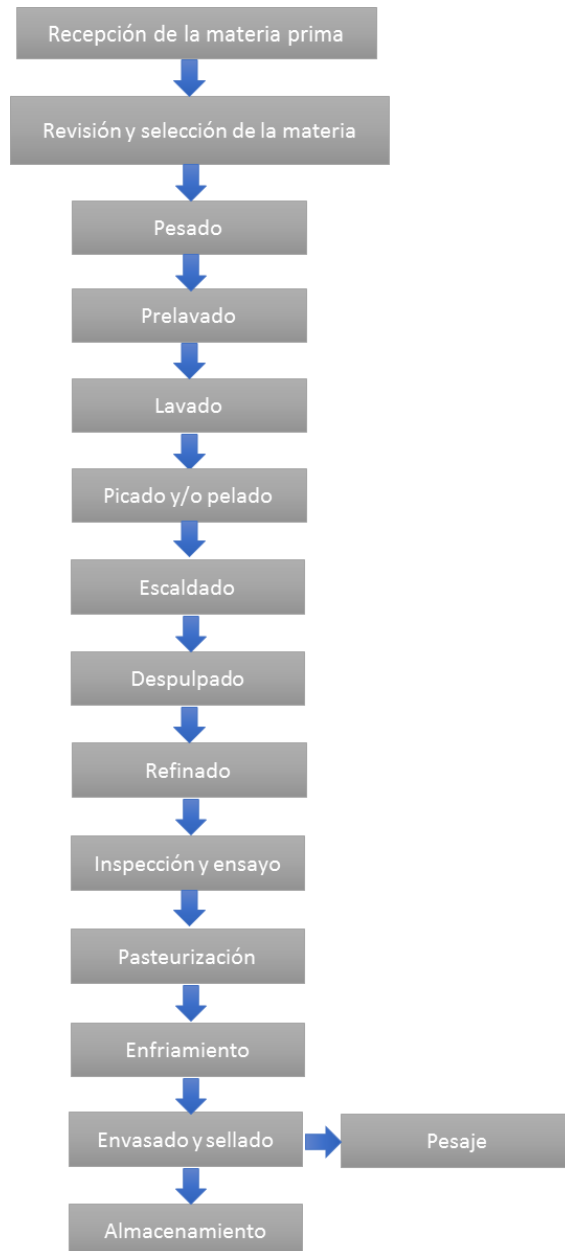 Recepción de la materia prima
Revisión y selección de la materia
Pesado
Prelavado
Lavado
Picado y/o pelado
Escaldado
Despulpado
Refinado
Inspección y ensayo
Pasteurización
Enfriamiento
Envasado y sellado
Pesaje
Almacenamiento